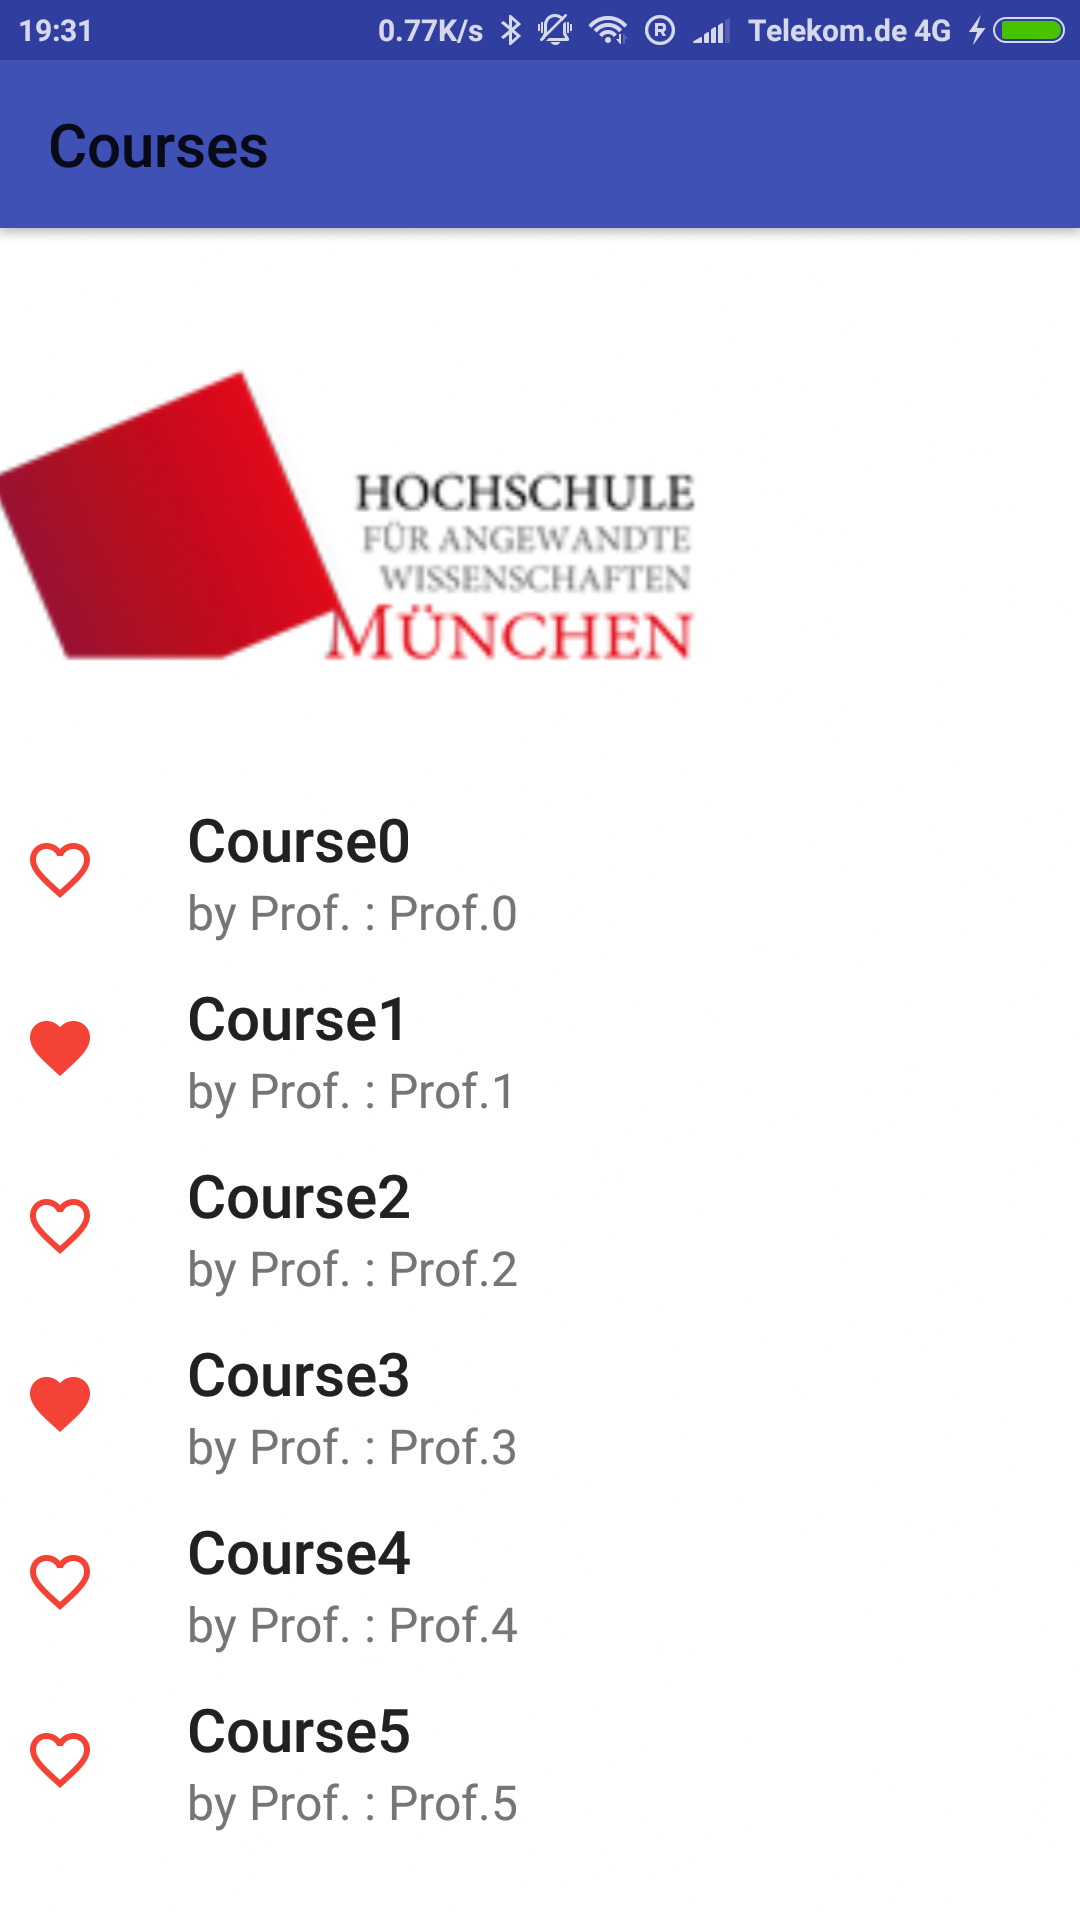 19:31 0.77K/s R Telekom.de 4G
Courses
HOCHSCHULE
FÜR ANGEWANDTE
WISSENSCHAFTEN
MÜNCHEN
Course0
by Prof. : Prof.0
Course1
by Prof. : Prof.1
Course2
by Prof. : Prof.2
Course3
by Prof. : Prof.3
Course4
by Prof. : Prof.4
Course5
by Prof. : Prof.5